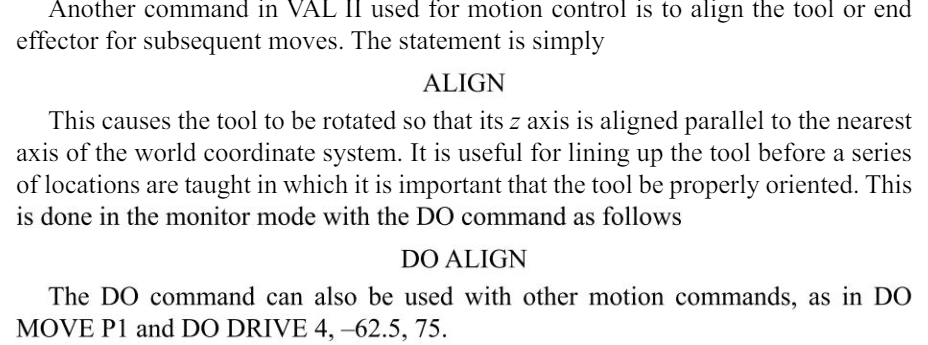 Another command in VAL II used for motion control is to align the tool or end
effector for subsequent moves. The statement is simply
ALIGN
This causes the tool to be rotated so that its z axis is aligned parallel to the nearest
axis of the world coordinate system. It is useful for lining up the tool before a series
of locations are taught in which it is important that the tool be properly oriented. This
is done in the monitor mode with the DO command as follows
DO ALIGN
The DO command can also be used with other motion commands, as in DO
MOVE P1 and DO DRIVE 4, –62.5, 75.